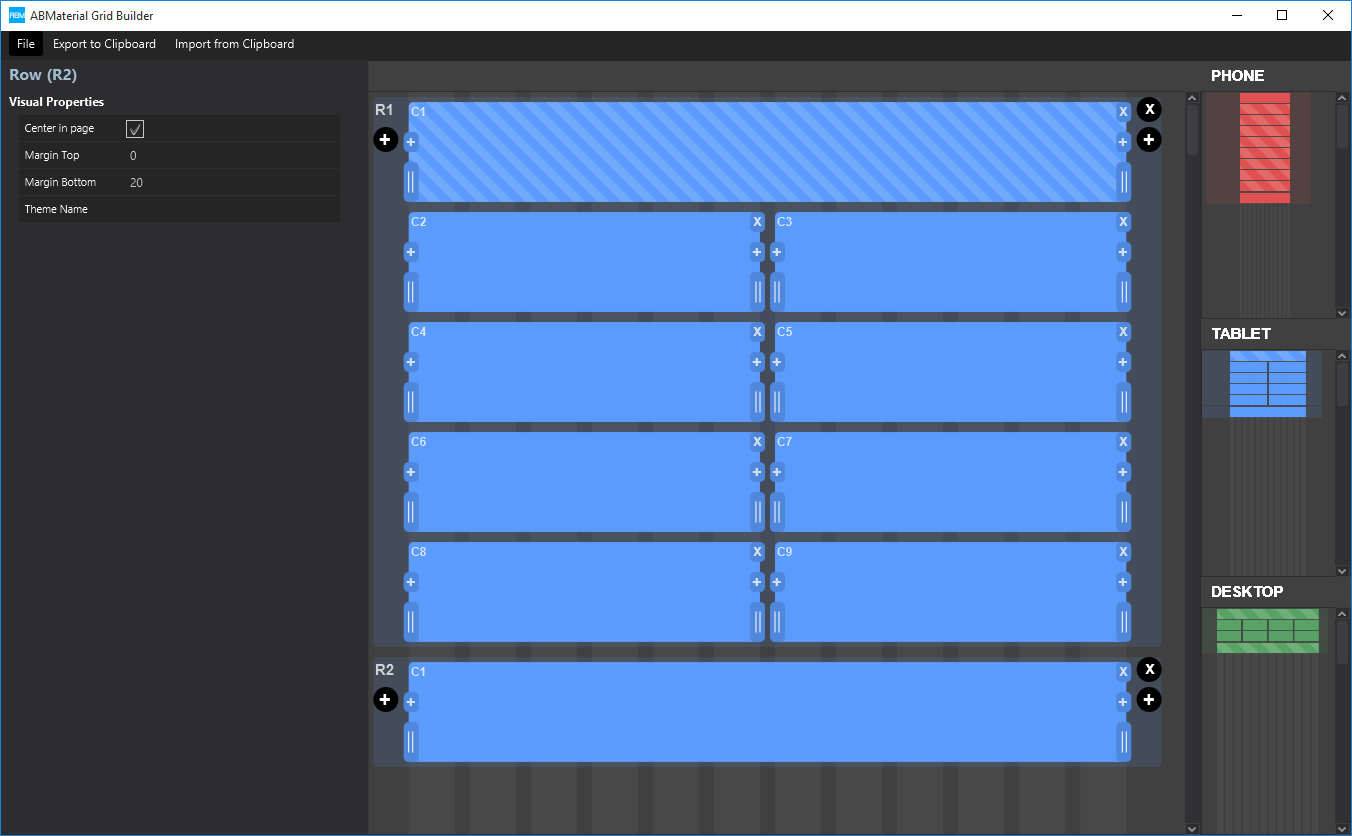 ABM ABMaterial Grid Builder
File Export to Clipboard Import from Clipboard
Row (R2)
Visual Properties
Center in page
Margin Top 0
Margin Bottom 20
Theme Name
R1 C1 X X
+ + + +
C2 X C3 X
+ + + +
C4 X C5 X
+ + + +
C6 X C7 X
+ + + +
C8 X C9 X
+ + + +
R2 C1 X X
+ + + +
PHONE
TABLET
DESKTOP